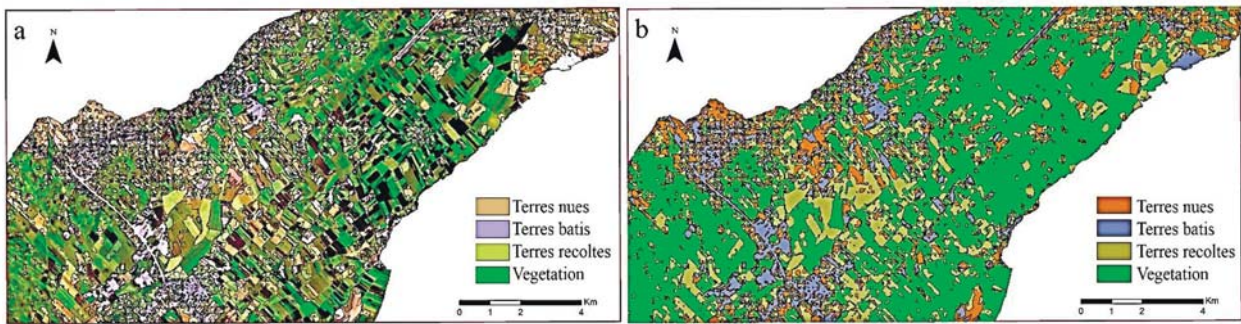 a
N
Terres nues
Terres batis
Terres recoltes
Vegetation
Km
0 1 2 4
b
N
Terres nues
Terres batis
Terres recoltes
Vegetation
Km
0 1 2 4